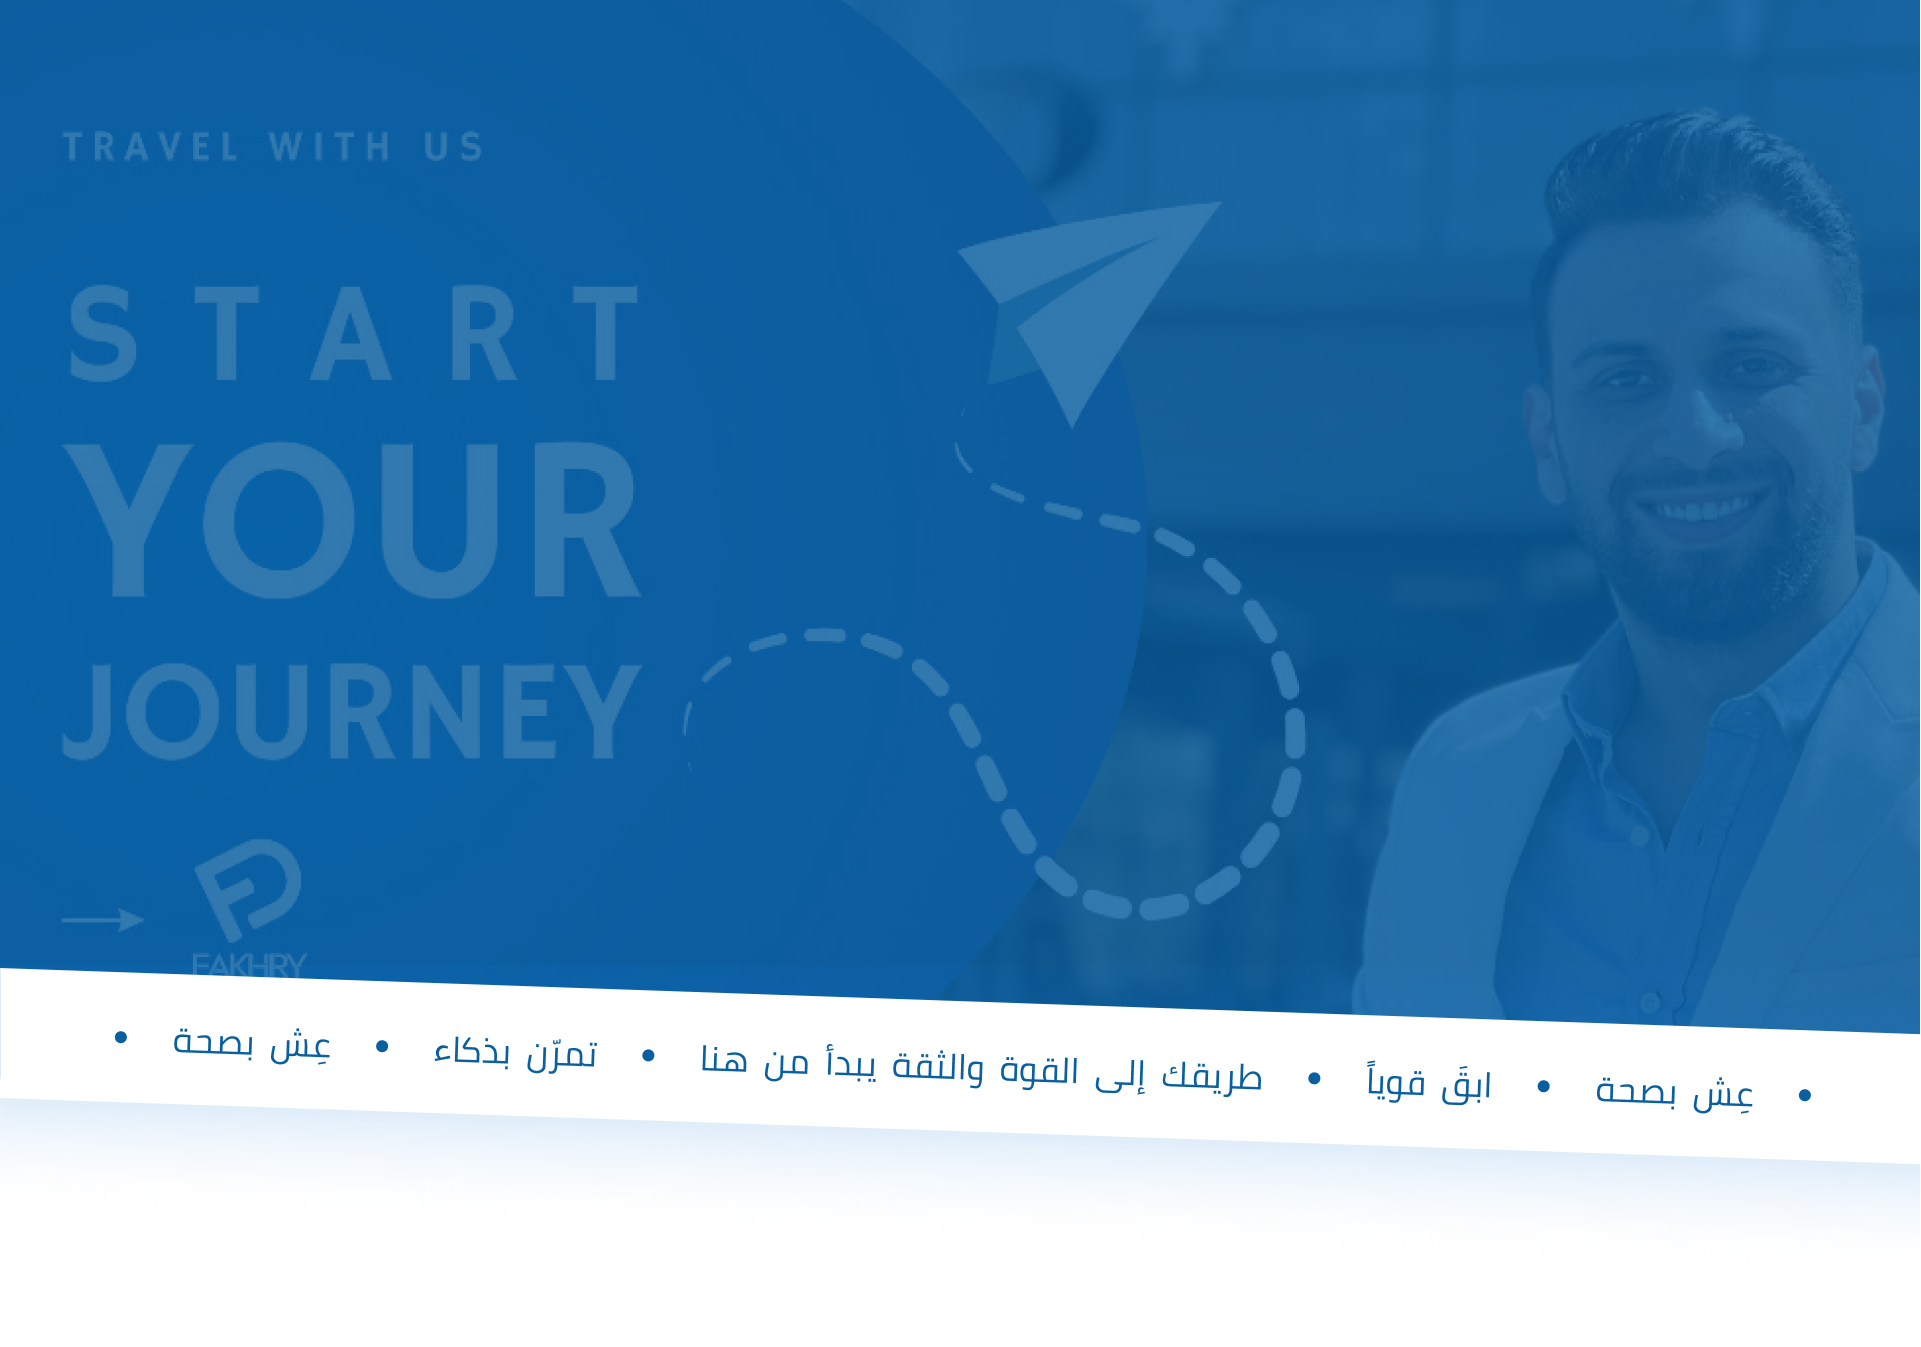 TRAVEL WITH US
START
YOUR
JOURNEY
FAKHRY
• عِش بصحة • ابقَ قوياً • طريقك إلى القوة والثقة يبدأ من هنا • تمرّن بذكاء • عِش بصحة •